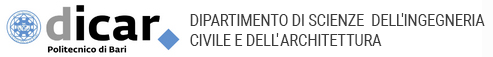 dicar.
Politecnico di Bari
DIPARTIMENTO DI SCIENZE DELL'INGEGNERIA
CIVILE E DELL'ARCHITETTURA